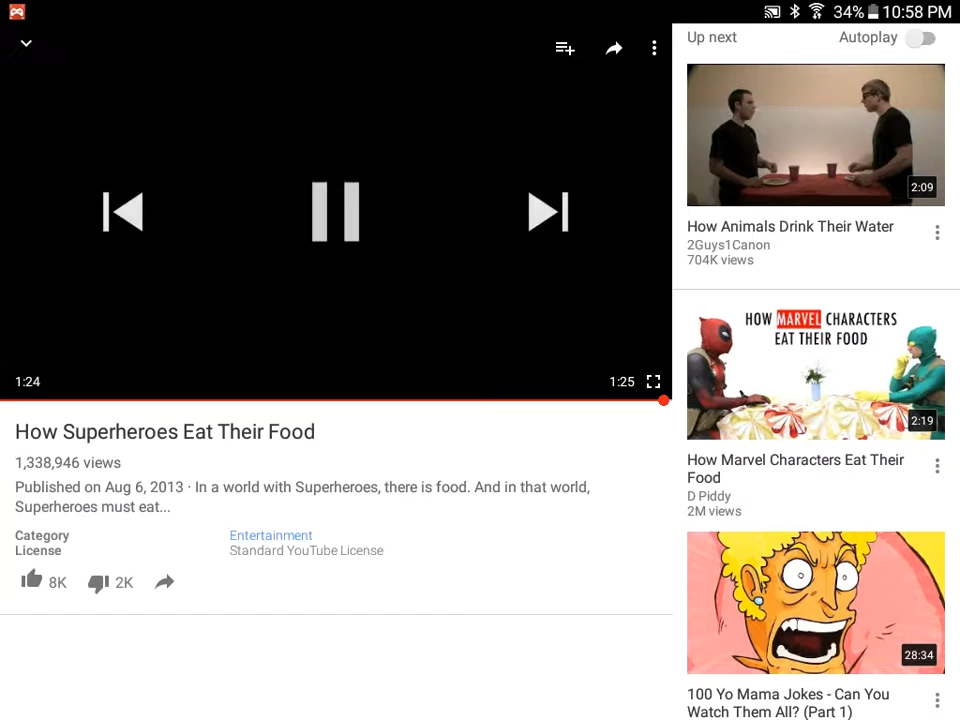 34% 10:58 PM
1:24
1:25
How Superheroes Eat Their Food
1,338,946 views
Published on Aug 6, 2013 · In a world with Superheroes, there is food. And in that world,
Superheroes must eat...
Category Entertainment
License Standard YouTube License
8K 2K
Up next Autoplay
2:09
How Animals Drink Their Water
2Guys1Canon
704K views
HOW MARVEL CHARACTERS
EAT THEIR FOOD
2:19
How Marvel Characters Eat Their
Food
D Piddy
2M views
28:34
100 Yo Mama Jokes - Can You
Watch Them All? (Part 1)